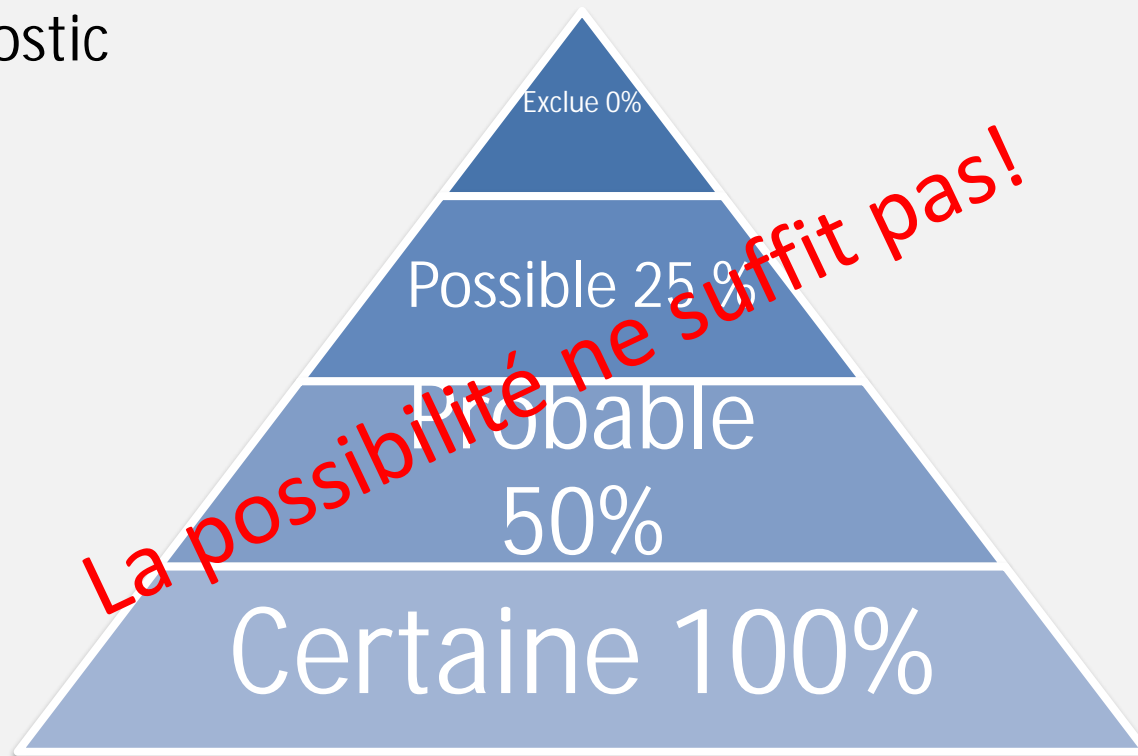 ostic
Exclue 0%
Possible 25 %
Probable
50%
Certaine 100%
La possibilité ne suffit pas!